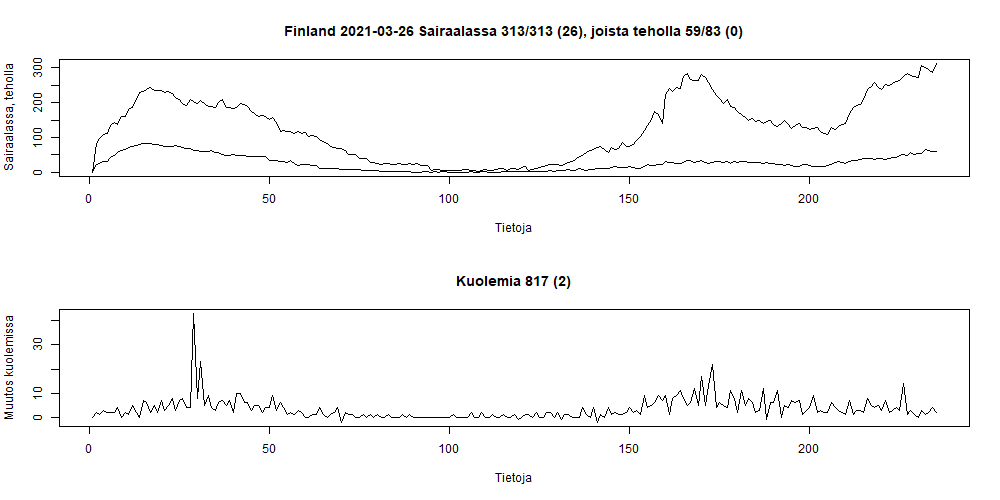 Finland 2021-03-26 Sairaalassa 313/313 (26), joista teholla 59/83 (0)
Sairaalassa, teholla
0 100 200 300
0 50 100 150 200
Tietoja
Kuolemia 817 (2)
Muutos kuolemissa
0 10 30
0 50 100 150 200
Tietoja